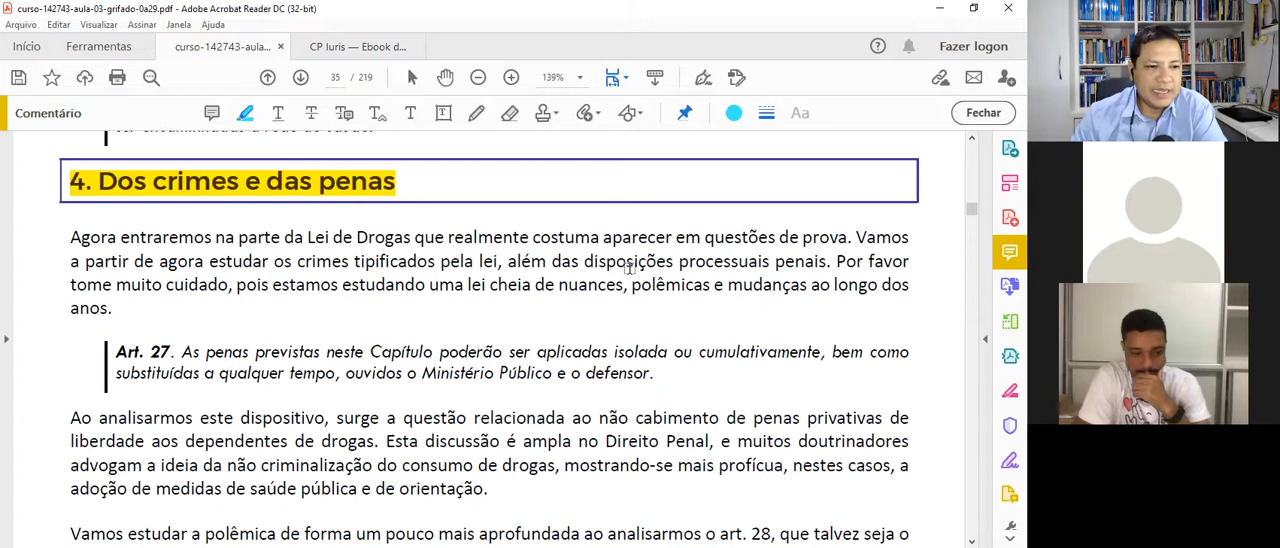 curso-142743-aula-03-grifado-0a29.pdf - Adobe Acrobat Reader DC (32-bit)
Arquivo Editar Visualizar Assinar Janela Ajuda
Início Ferramentas curso-142743-aula... × CP Iuris — Ebook d... Fazer logon
35 / 219 139%
Comentário Aa Fechar
4. Dos crimes e das penas
Agora entraremos na parte da Lei de Drogas que realmente costuma aparecer em questões de prova. Vamos
a partir de agora estudar os crimes tipificados pela lei, além das disposições processuais penais. Por favor
tome muito cuidado, pois estamos estudando uma lei cheia de nuances, polêmicas e mudanças ao longo dos
anos.
Art. 27. As penas previstas neste Capítulo poderão ser aplicadas isolada ou cumulativamente, bem como
substituídas a qualquer tempo, ouvidos o Ministério Público e o defensor.
Ao analisarmos este dispositivo, surge a questão relacionada ao não cabimento de penas privativas de
liberdade aos dependentes de drogas. Esta discussão é ampla no Direito Penal, e muitos doutrinadores
advogam a ideia da não criminalização do consumo de drogas, mostrando-se mais profícua, nestes casos, a
adoção de medidas de saúde pública e de orientação.
Vamos estudar a polêmica de forma um pouco mais aprofundada ao analisarmos o art. 28, que talvez seja o